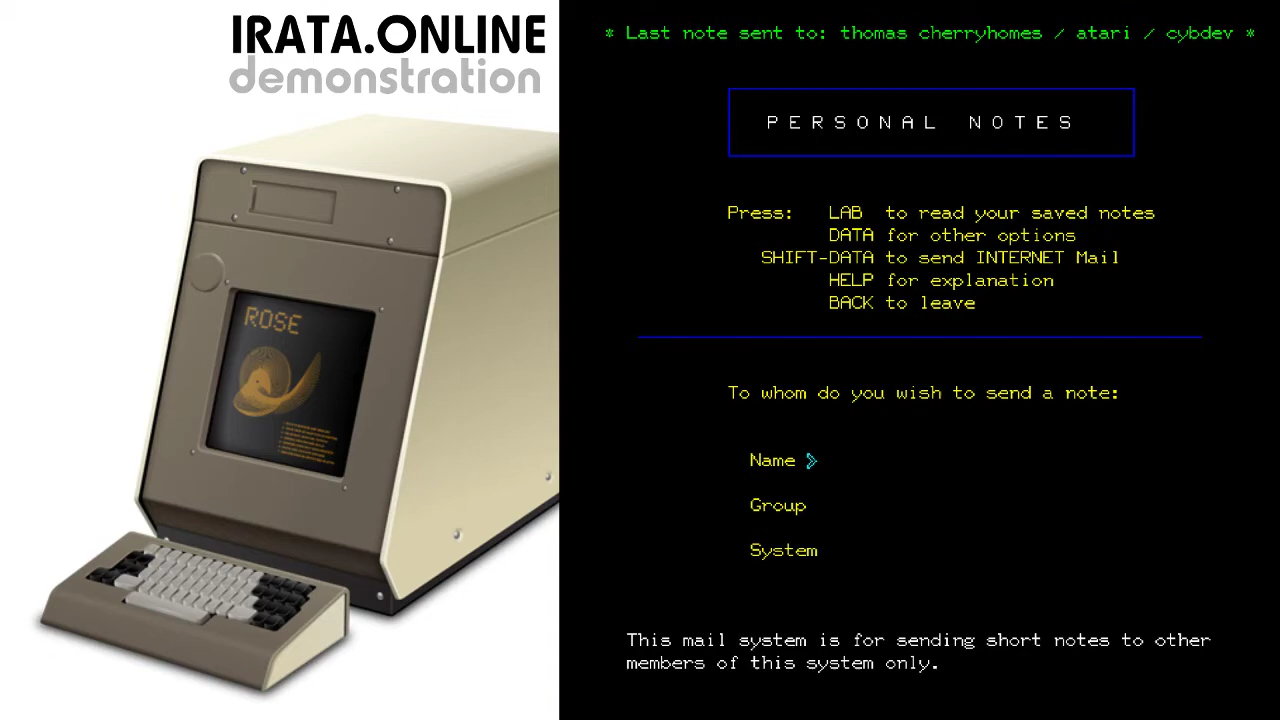 IRATA.ONLINE
demonstration
ROSE
* Last note sent to: thomas cherryhomes / atari / cybdev *
PERSONAL NOTES
Press: LAB to read your saved notes
DATA for other options
SHIFT-DATA to send INTERNET Mail
HELP for explanation
BACK to leave
To whom do you wish to send a note:
Name >
Group
System
This mail system is for sending short notes to other
members of this system only.